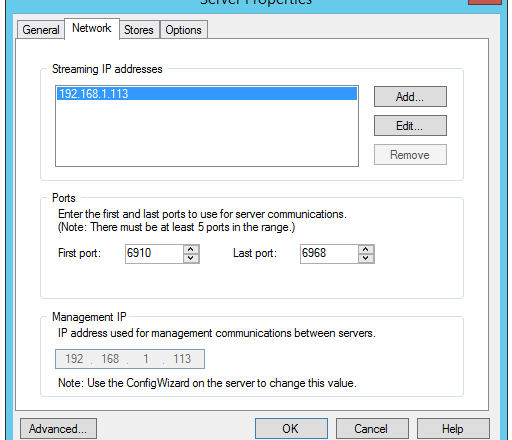 Server Properties
General Network Stores Options
Streaming IP addresses
192.168.1.113
Add...
Edit...
Remove
Ports
Enter the first and last ports to use for server communications.
(Note: There must be at least 5 ports in the range.)
First port: 6910 Last port: 6968
Management IP
IP address used for management communications between servers.
192 . 168 . 1 . 113
Note: Use the ConfigWizard on the server to change this value.
Advanced... OK Cancel Help